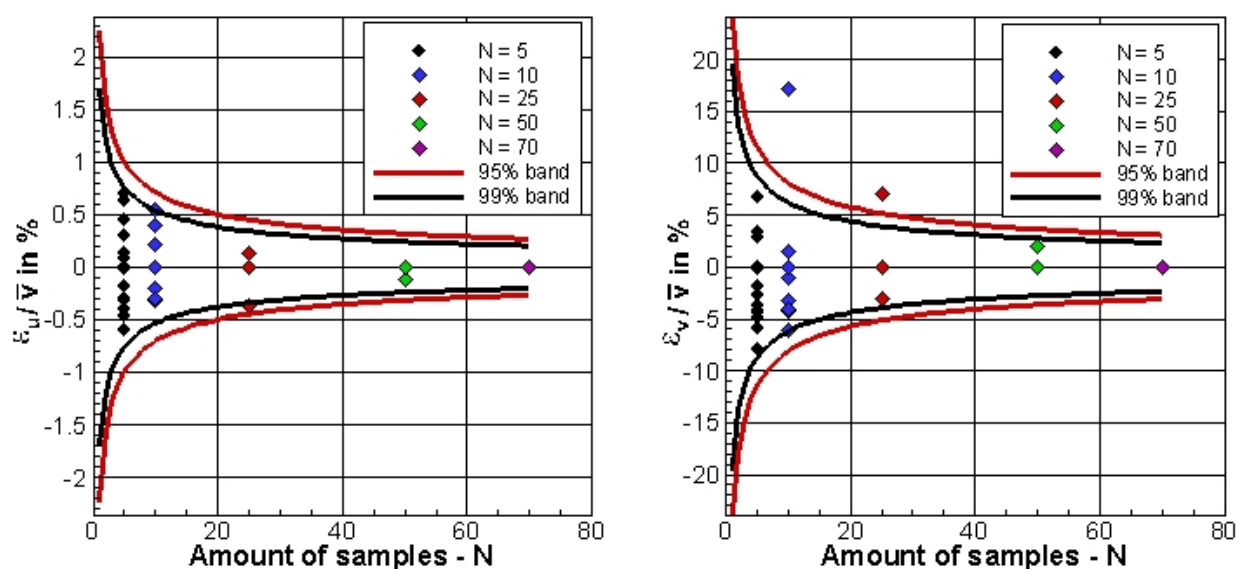 2
1.5
1
0.5
0
-0.5
-1
-1.5
-2
ε_u/v̅ in %
N = 5
N = 10
N = 25
N = 50
N = 70
95% band
99% band
0 20 40 60 80
Amount of samples - N
20
15
10
5
0
-5
-10
-15
-20
ε_v/v̅ in %
N = 5
N = 10
N = 25
N = 50
N = 70
95% band
99% band
0 20 40 60 80
Amount of samples - N